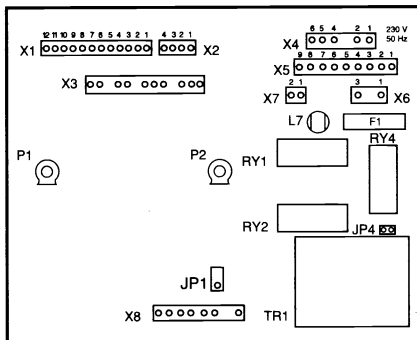 12 11 10 9 8 7 6 5 4 3 2 1
X1
4 3 2 1
X2
6 5 4 2 1
X4
230 V
50 Hz
9 8 7 6 5 4 3 2 1
X5
X3
2 1
X7
3 1
X6
L7
F1
P1
P2
RY1
RY4
RY2
JP4
JP1
X8
TR1